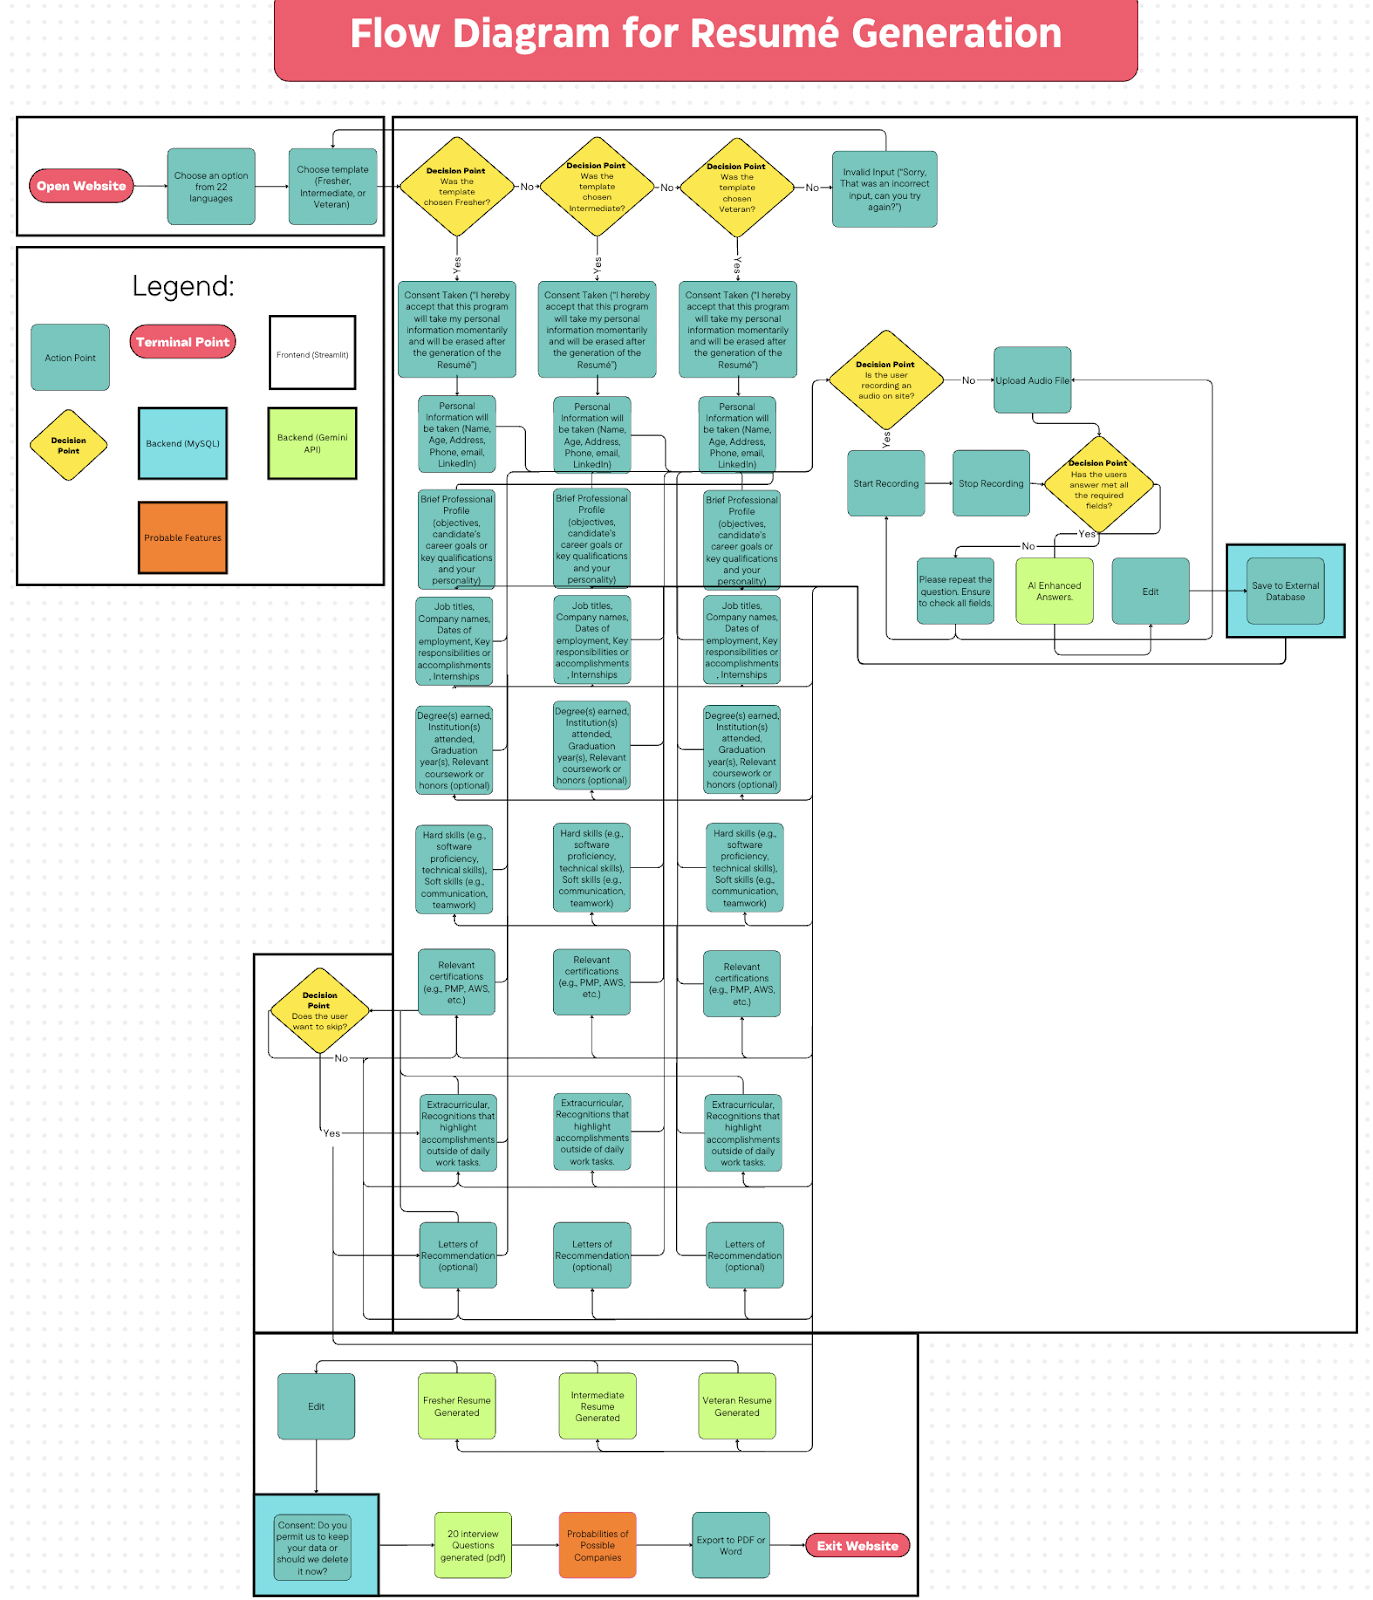 Flow Diagram for Resumé Generation
Open Website
Choose an option
from 22
languages
Choose template
(Fresher,
Intermediate, or
Veteran)
Decision Point
Was the
template
chosen Fresher?
No
Decision Point
Was the
template
chosen
Intermediate?
No
Decision Point
Was the
template
chosen
Veteran?
No
Invalid Input ("Sorry,
That was an incorrect
input, can you try
again?")
Yes
Yes
Yes
Legend:
Action Point
Terminal Point
Frontend (Streamlit)
Decision
Point
Backend (MySQL)
Backend (Gemini
API)
Probable Features
Consent Taken ("I hereby
accept that this program
will take my personal
information momentarily
and will be erased after
the generation of the
Resumé")
Consent Taken ("I hereby
accept that this program
will take my personal
information momentarily
and will be erased after
the generation of the
Resumé")
Consent Taken ("I hereby
accept that this program
will take my personal
information momentarily
and will be erased after
the generation of the
Resumé")
Personal
Information will
be taken (Name,
Age, Address,
Phone, email,
LinkedIn)
Personal
Information will
be taken (Name,
Age, Address,
Phone, email,
LinkedIn)
Personal
Information will
be taken (Name,
Age, Address,
Phone, email,
LinkedIn)
Decision Point
Is the user
recording an
audio on site?
No
Upload Audio File
Yes
Start Recording
Stop Recording
Decision Point
Has the users
answer met all
the required
fields?
Yes
No
Please repeat the
question. Ensure
to check all fields.
AI Enhanced
Answers.
Edit
Save to External
Database
Brief Professional
Profile
(objectives,
candidate's
career goals or
key qualifications
and your
personality)
Brief Professional
Profile
(objectives,
candidate's
career goals or
key qualifications
and your
personality)
Brief Professional
Profile
(objectives,
candidate's
career goals or
key qualifications
and your
personality)
Job titles,
Company names,
Dates of
employment, Key
responsibilities or
accomplishments
, Internships
Job titles,
Company names,
Dates of
employment, Key
responsibilities or
accomplishments
, Internships
Job titles,
Company names,
Dates of
employment, Key
responsibilities or
accomplishments
, Internships
Degree(s) earned,
Institution(s)
attended,
Graduation
year(s), Relevant
coursework or
honors (optional)
Degree(s) earned,
Institution(s)
attended,
Graduation
year(s), Relevant
coursework or
honors (optional)
Degree(s) earned,
Institution(s)
attended,
Graduation
year(s), Relevant
coursework or
honors (optional)
Hard skills (e.g.,
software
proficiency,
technical skills),
Soft skills (e.g.,
communication,
teamwork)
Hard skills (e.g.,
software
proficiency,
technical skills),
Soft skills (e.g.,
communication,
teamwork)
Hard skills (e.g.,
software
proficiency,
technical skills),
Soft skills (e.g.,
communication,
teamwork)
Decision
Point
Does the user
want to skip?
No
Yes
Relevant
certifications
(e.g., PMP, AWS,
etc.)
Relevant
certifications
(e.g., PMP, AWS,
etc.)
Relevant
certifications
(e.g., PMP, AWS,
etc.)
Extracurricular,
Recognitions that
highlight
accomplishments
outside of daily
work tasks.
Extracurricular,
Recognitions that
highlight
accomplishments
outside of daily
work tasks.
Extracurricular,
Recognitions that
highlight
accomplishments
outside of daily
work tasks.
Letters of
Recommendation
(optional)
Letters of
Recommendation
(optional)
Letters of
Recommendation
(optional)
Edit
Fresher Resume
Generated
Intermediate
Resume
Generated
Veteran Resume
Generated
Consent: Do you
permit us to keep
your data or
should we delete
it now?
20 interview
Questions
generated (pdf)
Probabilities of
Possible
Companies
Export to PDF or
Word
Exit Website